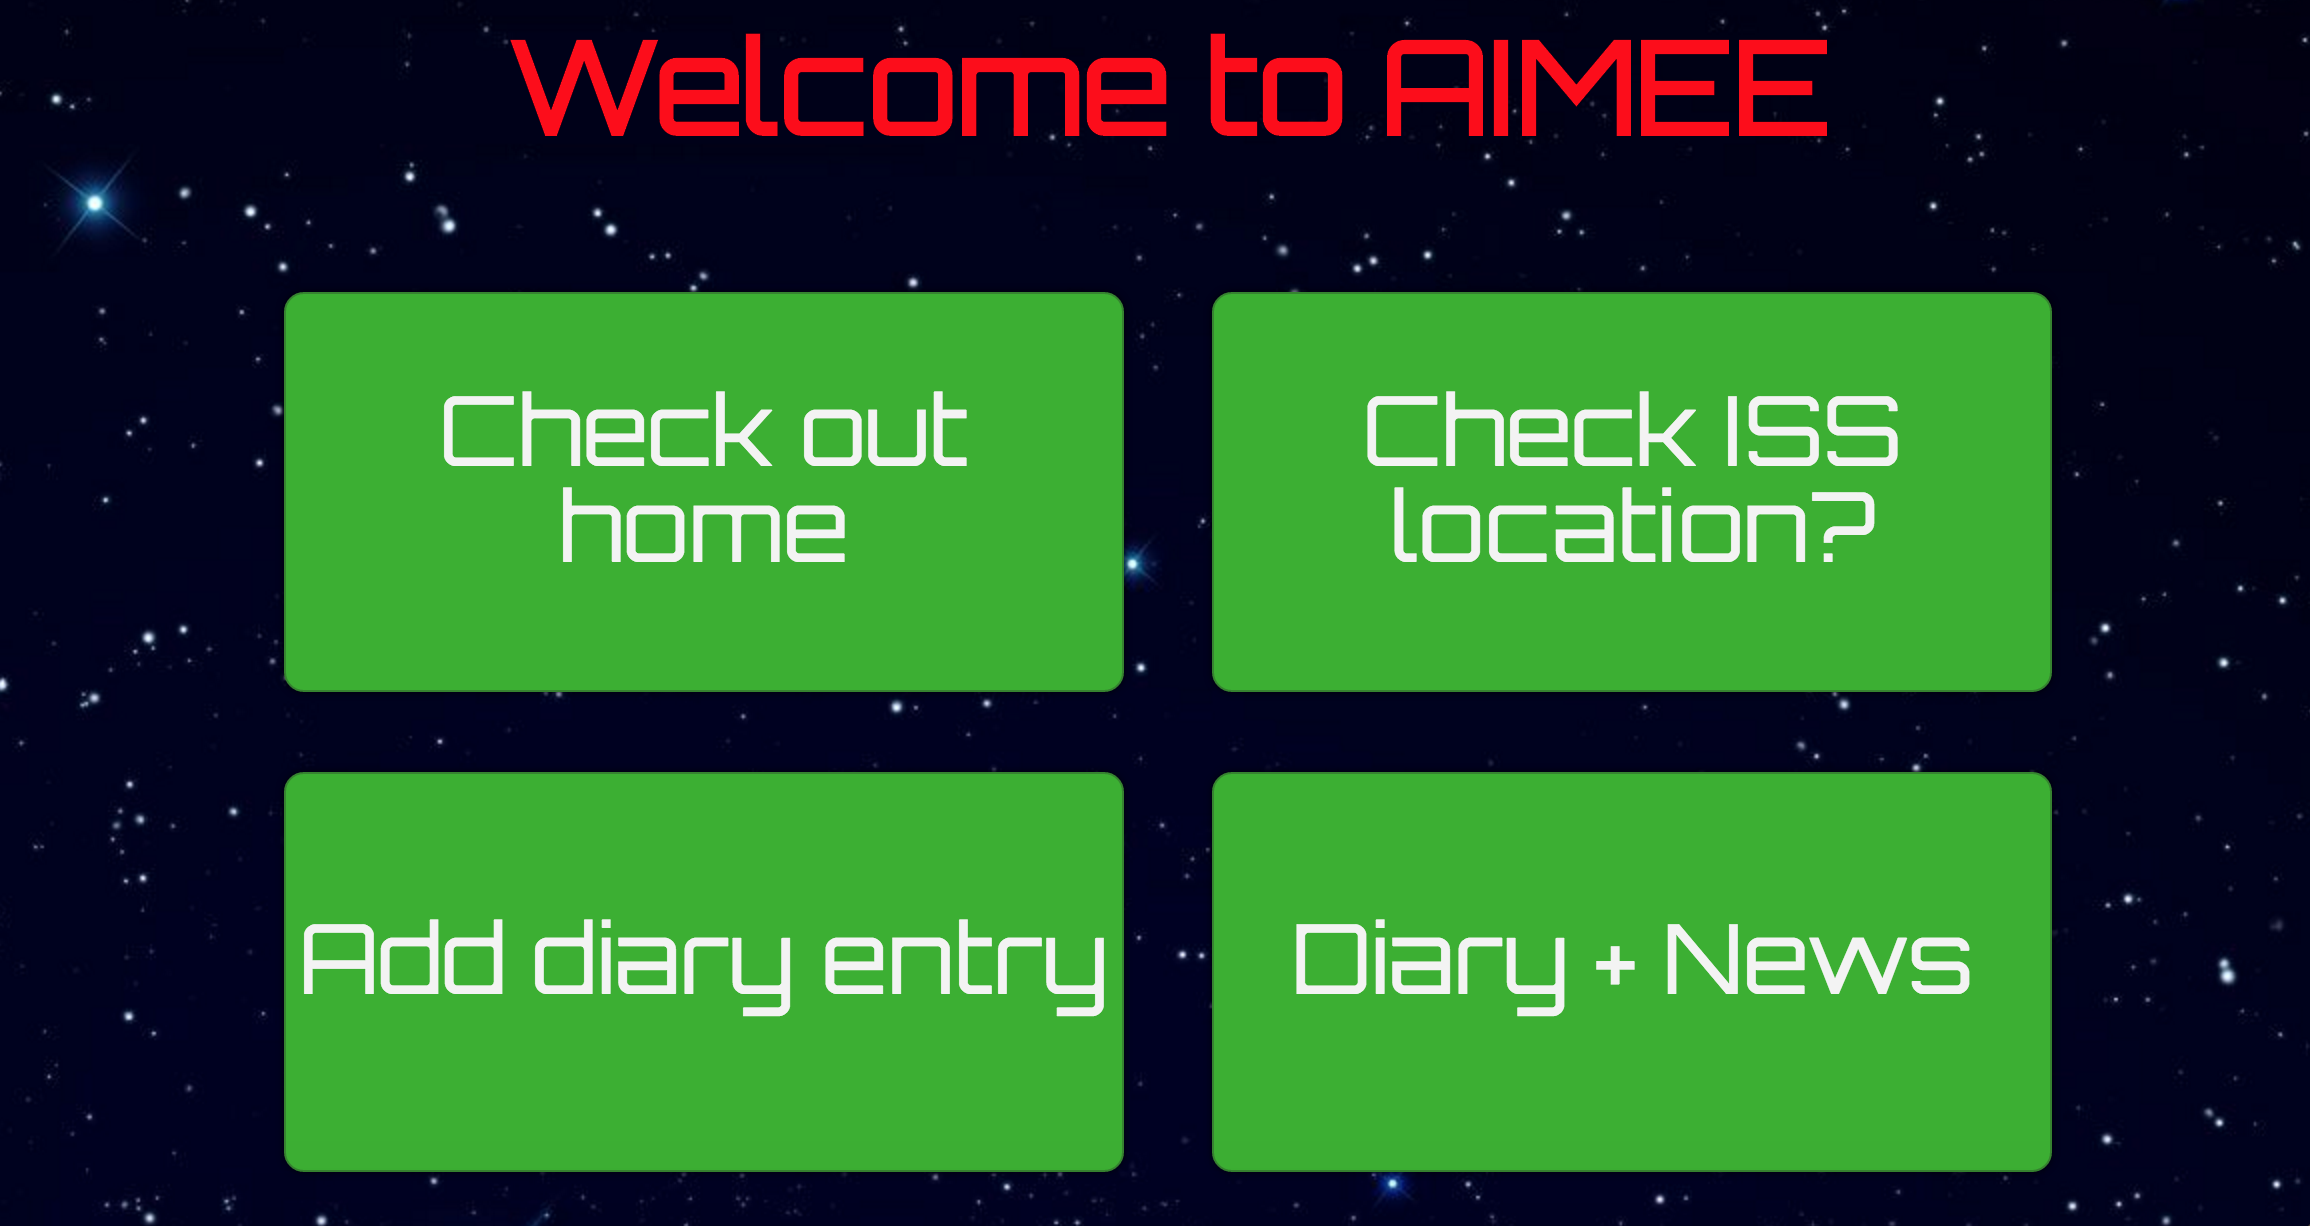 Welcome to AIMEE
Check out
home
Check ISS
location?
Add diary entry
Diary + News